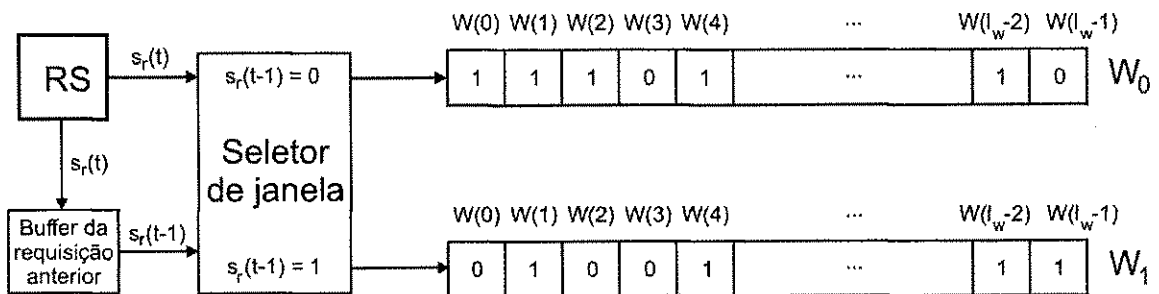 W(0) W(1) W(2) W(3) W(4) ... W(l_w-2) W(l_w-1)
RS s_r(t) s_r(t-1) = 0 1 1 1 0 1 ... 1 0 W_0
s_r(t)
Seletor
de janela
W(0) W(1) W(2) W(3) W(4) ... W(l_w-2) W(l_w-1)
Buffer da
requisição
anterior
s_r(t-1)
s_r(t-1) = 1 0 1 0 0 1 ... 1 1 W_1